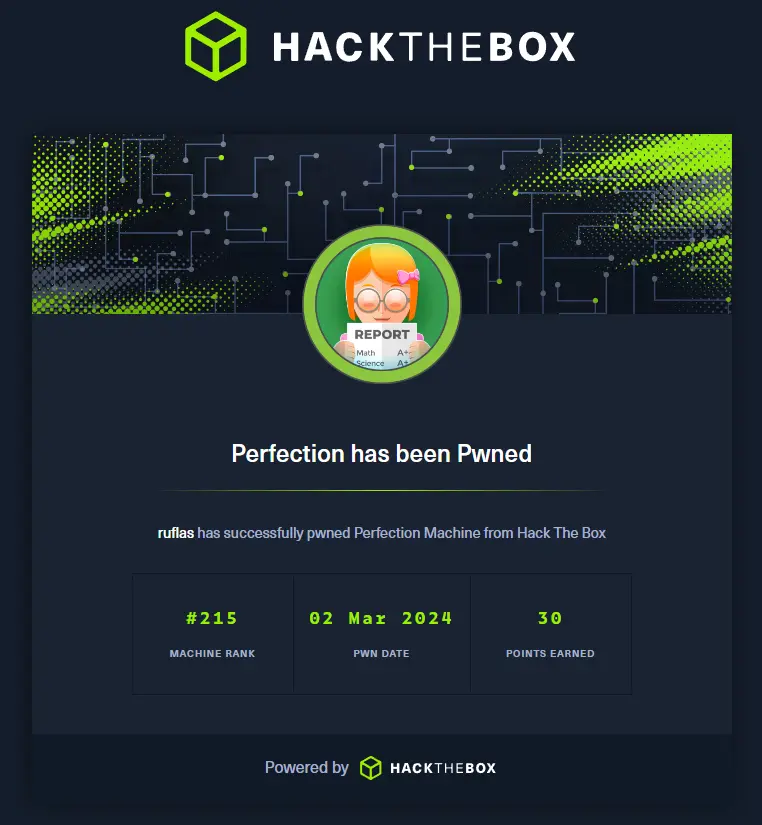 HACKTHEBOX
REPORT
Math A+
Science A+
Perfection has been Pwned
ruflas has successfully pwned Perfection Machine from Hack The Box
#215 02 Mar 2024 30
MACHINE RANK PWN DATE POINTS EARNED
Powered by HACKTHEBOX